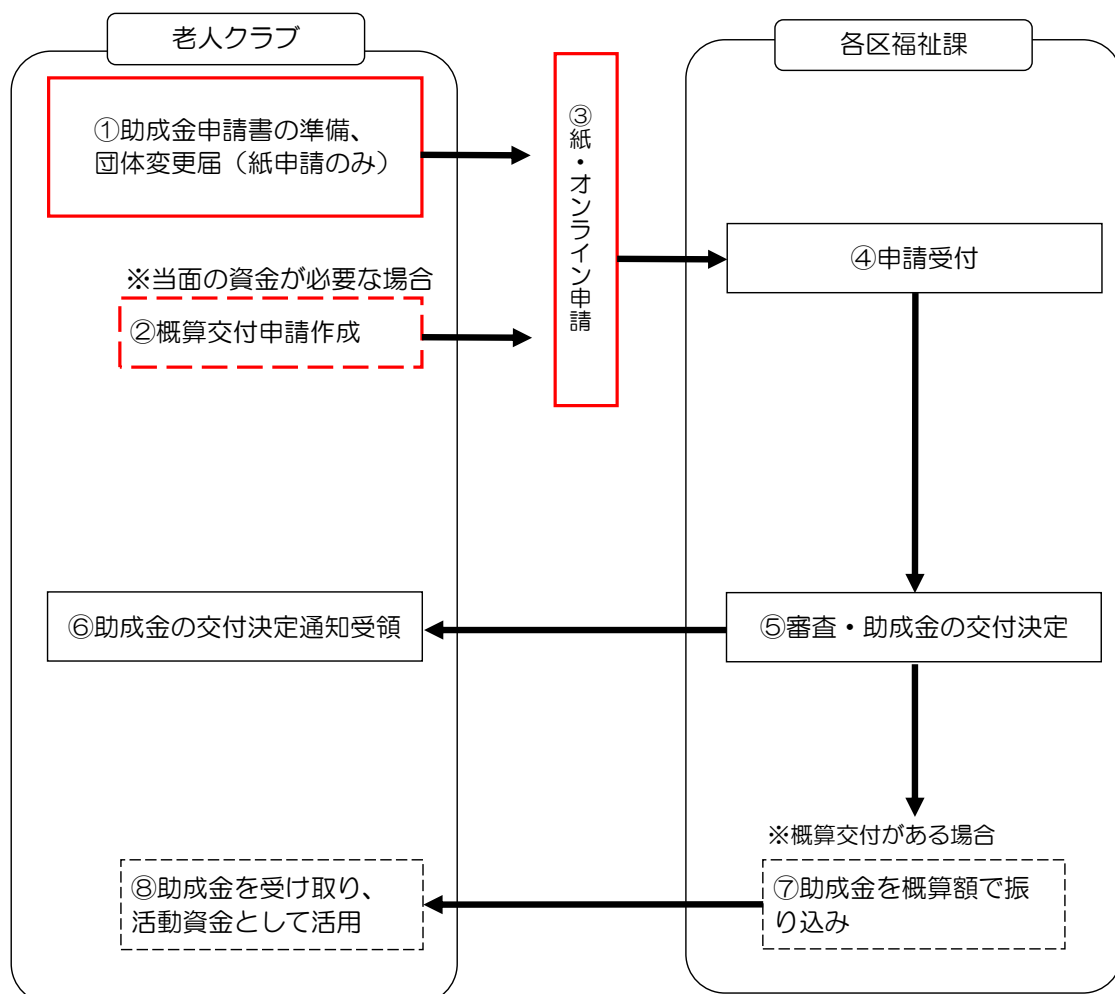 老人クラブ
各区福祉課
①助成金申請書の準備、
団体変更届（紙申請のみ）
※当面の資金が必要な場合
②概算交付申請作成
③紙・オンライン申請
④申請受付
⑤審査・助成金の交付決定
⑥助成金の交付決定通知受領
※概算交付がある場合
⑦助成金を概算額で振
り込み
⑧助成金を受け取り、
活動資金として活用